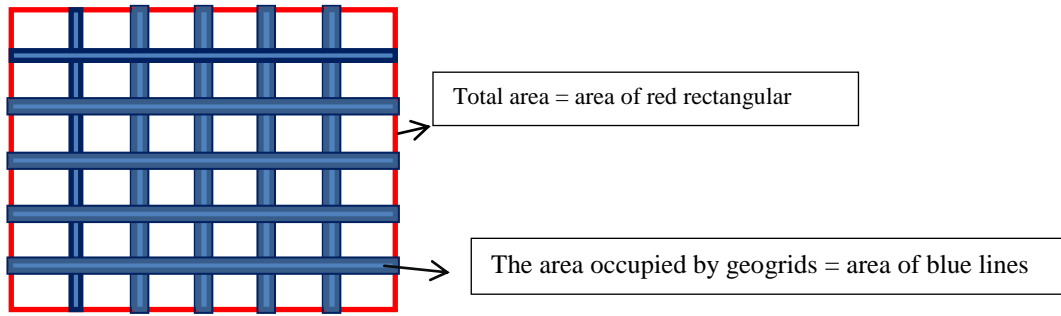 Total area = area of red rectangular
The area occupied by geogrids = area of blue lines